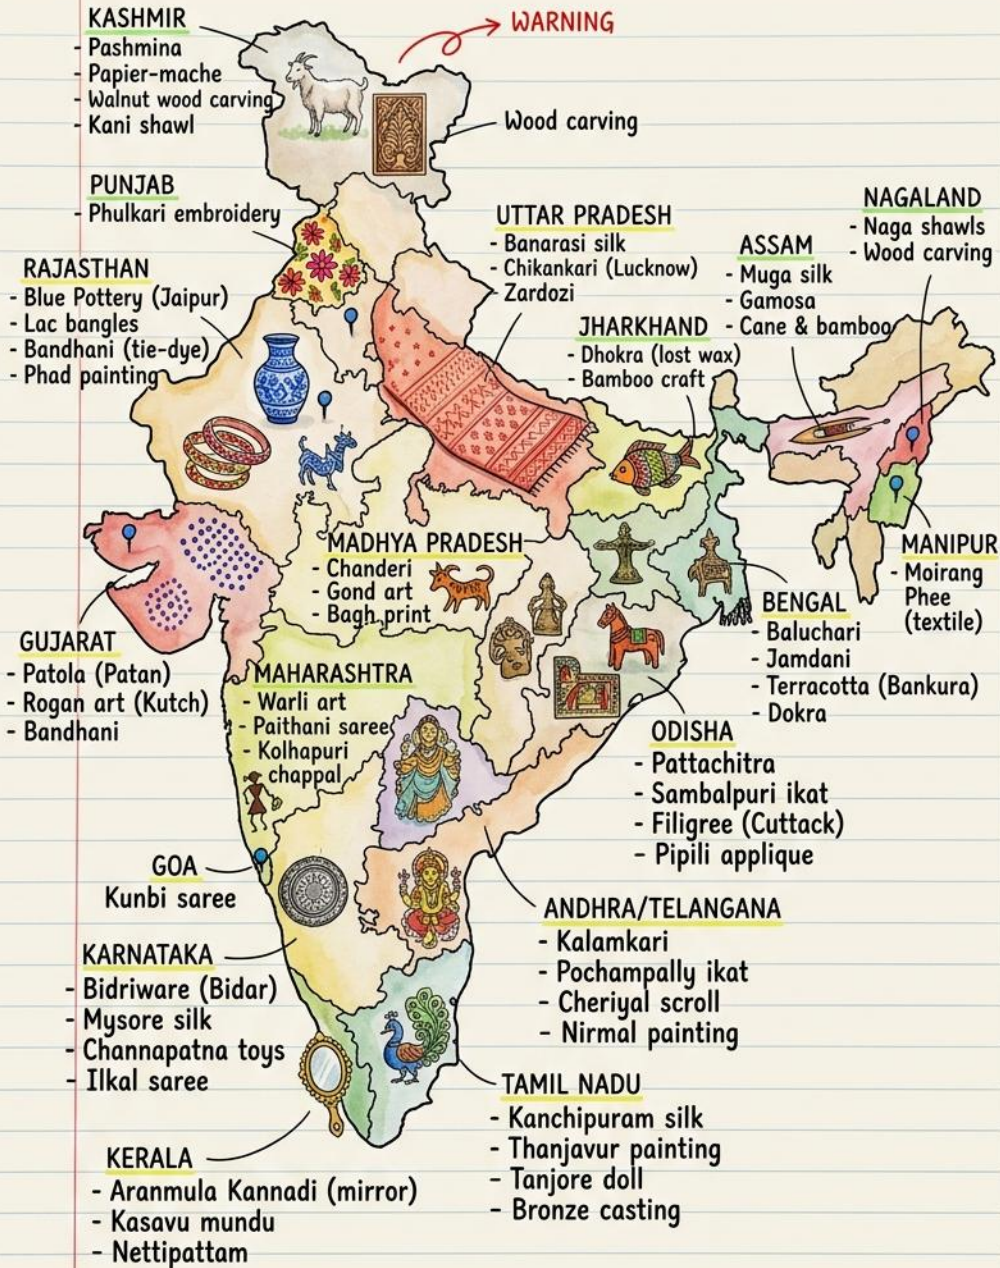 KASHMIR
- Pashmina
- Papier-mache
- Walnut wood carving
- Kani shawl
WARNING
Wood carving
PUNJAB
- Phulkari embroidery
RAJASTHAN
- Blue Pottery (Jaipur)
- Lac bangles
- Bandhani (tie-dye)
- Phad painting
UTTAR PRADESH
- Banarasi silk
- Chikankari (Lucknow)
- Zardozi
NAGALAND
- Naga shawls
- Wood carving
ASSAM
- Muga silk
- Gamosa
- Cane & bamboo
JHARKHAND
- Dhokra (lost wax)
- Bamboo craft
MADHYA PRADESH
- Chanderi
- Gond art
- Bagh print
MANIPUR
- Moirang
Phee
(textile)
GUJARAT
- Patola (Patan)
- Rogan art (Kutch)
- Bandhani
MAHARASHTRA
- Warli art
- Paithani saree
- Kolhapuri
chappal
BENGAL
- Baluchari
- Jamdani
- Terracotta (Bankura)
- Dokra
ODISHA
- Pattachitra
- Sambalpuri ikat
- Filigree (Cuttack)
- Pipili applique
GOA
Kunbi saree
ANDHRA/TELANGANA
- Kalamkari
- Pochampally ikat
- Cheriyal scroll
- Nirmal painting
KARNATAKA
- Bidriware (Bidar)
- Mysore silk
- Channapatna toys
- Ilkal saree
TAMIL NADU
- Kanchipuram silk
- Thanjavur painting
- Tanjore doll
- Bronze casting
KERALA
- Aranmula Kannadi (mirror)
- Kasavu mundu
- Nettipattam